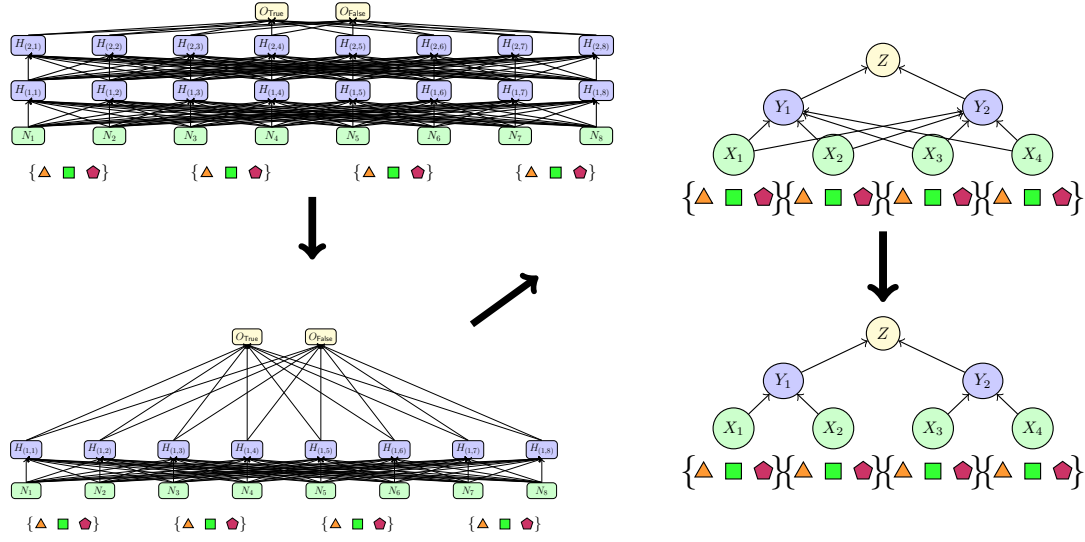 O_True O_False
H_(2,1) H_(2,2) H_(2,3) H_(2,4) H_(2,5) H_(2,6) H_(2,7) H_(2,8)
H_(1,1) H_(1,2) H_(1,3) H_(1,4) H_(1,5) H_(1,6) H_(1,7) H_(1,8)
N_1 N_2 N_3 N_4 N_5 N_6 N_7 N_8
{ } { } { } { }
O_True O_False
H_(1,1) H_(1,2) H_(1,3) H_(1,4) H_(1,5) H_(1,6) H_(1,7) H_(1,8)
N_1 N_2 N_3 N_4 N_5 N_6 N_7 N_8
{ } { } { } { }
Z
Y_1 Y_2
X_1 X_2 X_3 X_4
{ } { } { } { }
Z
Y_1 Y_2
X_1 X_2 X_3 X_4
{ } { } { } { }